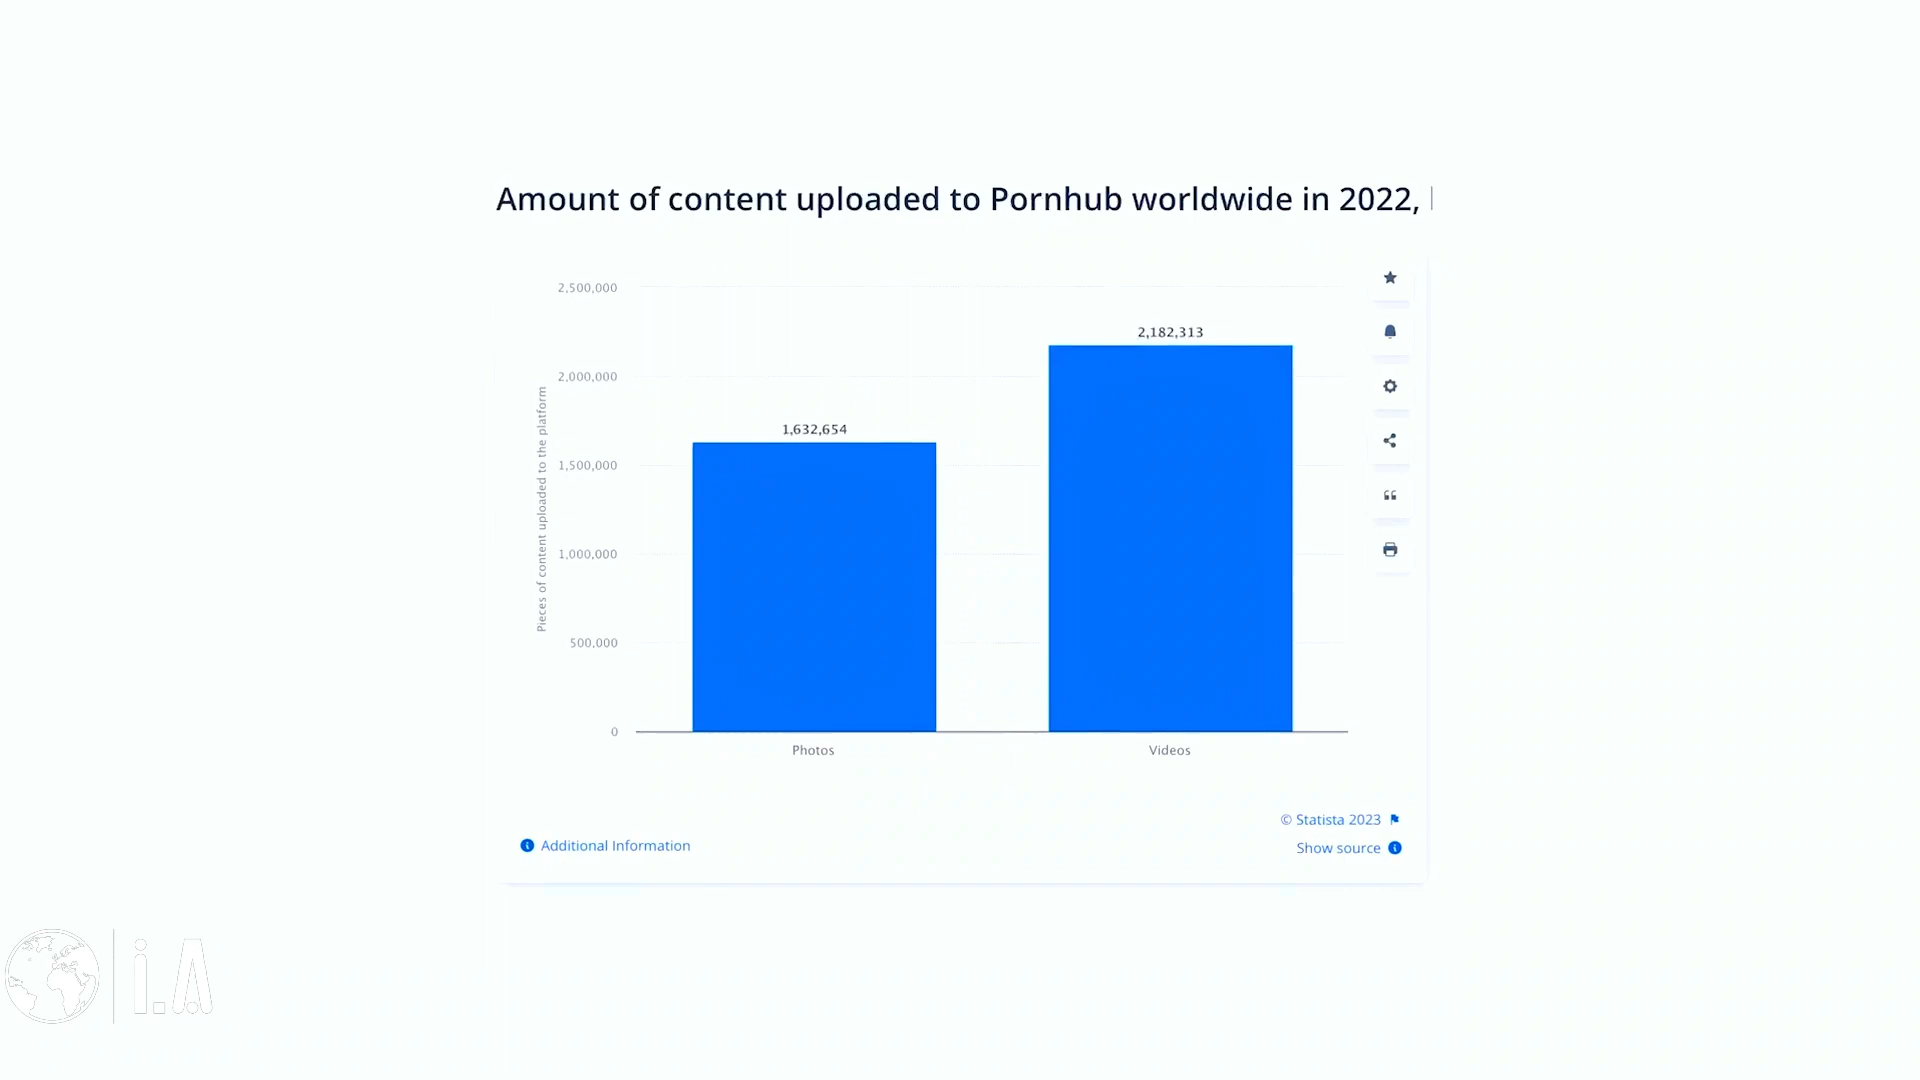 Amount of content uploaded to Pornhub worldwide in 2022,
2,500,000
2,000,000
1,500,000
1,000,000
500,000
0
Pieces of content uploaded to the platform
1,632,654
2,182,313
Photos
Videos
© Statista 2023
Additional Information
Show source
i.A